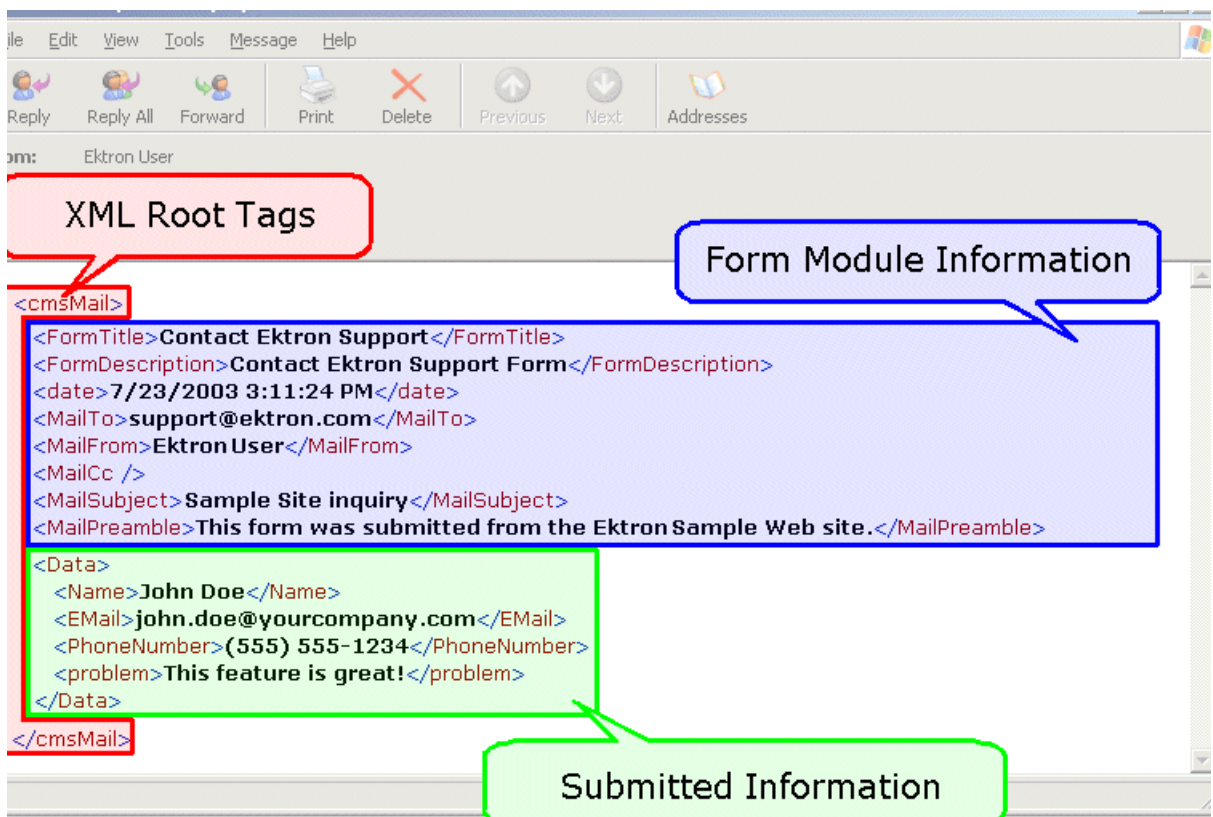 ile Edit View Tools Message Help
Reply Reply All Forward Print Delete Previous Next Addresses
om: Ektron User
XML Root Tags
Form Module Information
<cmsMail>
<FormTitle>Contact Ektron Support</FormTitle>
<FormDescription>Contact Ektron Support Form</FormDescription>
<date>7/23/2003 3:11:24 PM</date>
<MailTo>support@ektron.com</MailTo>
<MailFrom>Ektron User</MailFrom>
<MailCc />
<MailSubject>Sample Site inquiry</MailSubject>
<MailPreamble>This form was submitted from the Ektron Sample Web site.</MailPreamble>
<Data>
<Name>John Doe</Name>
<EMail>john.doe@yourcompany.com</EMail>
<PhoneNumber>(555) 555-1234</PhoneNumber>
<problem>This feature is great!</problem>
</Data>
</cmsMail>
Submitted Information